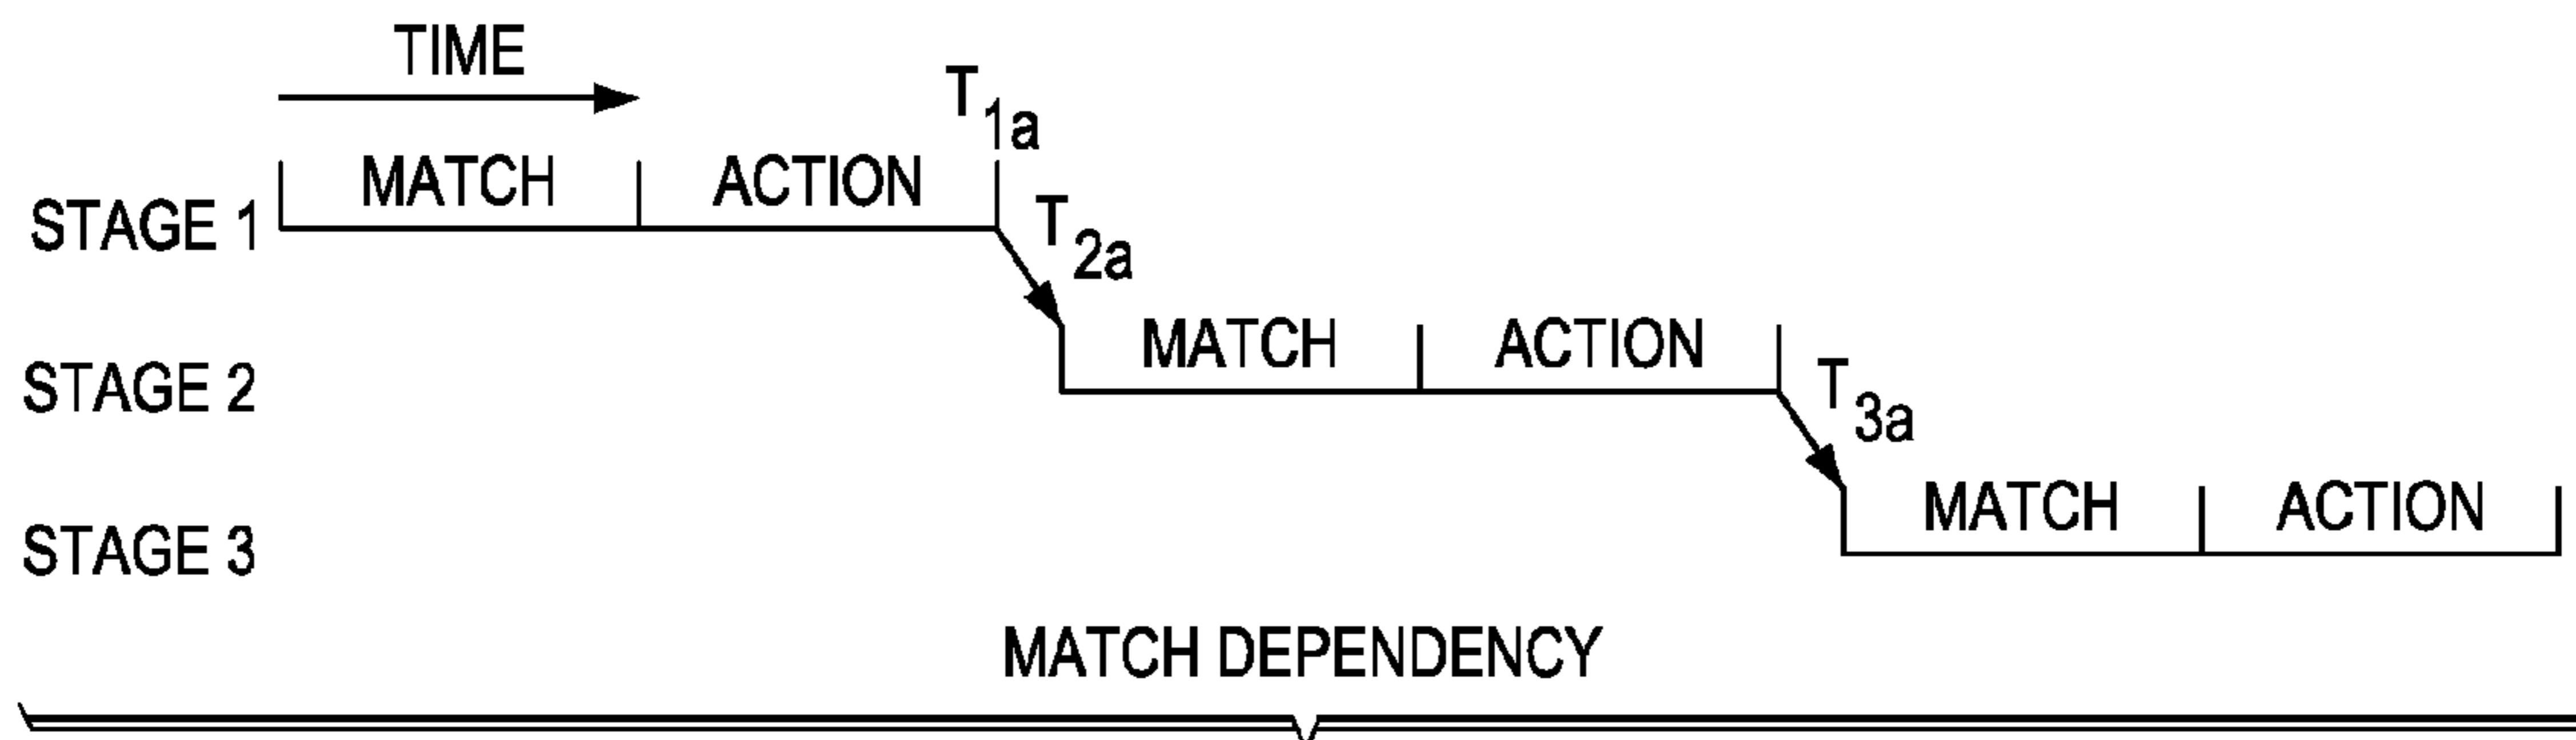 TIME
T1a
MATCH ACTION
STAGE 1
T2a
MATCH ACTION
STAGE 2
T3a
MATCH ACTION
STAGE 3
MATCH DEPENDENCY